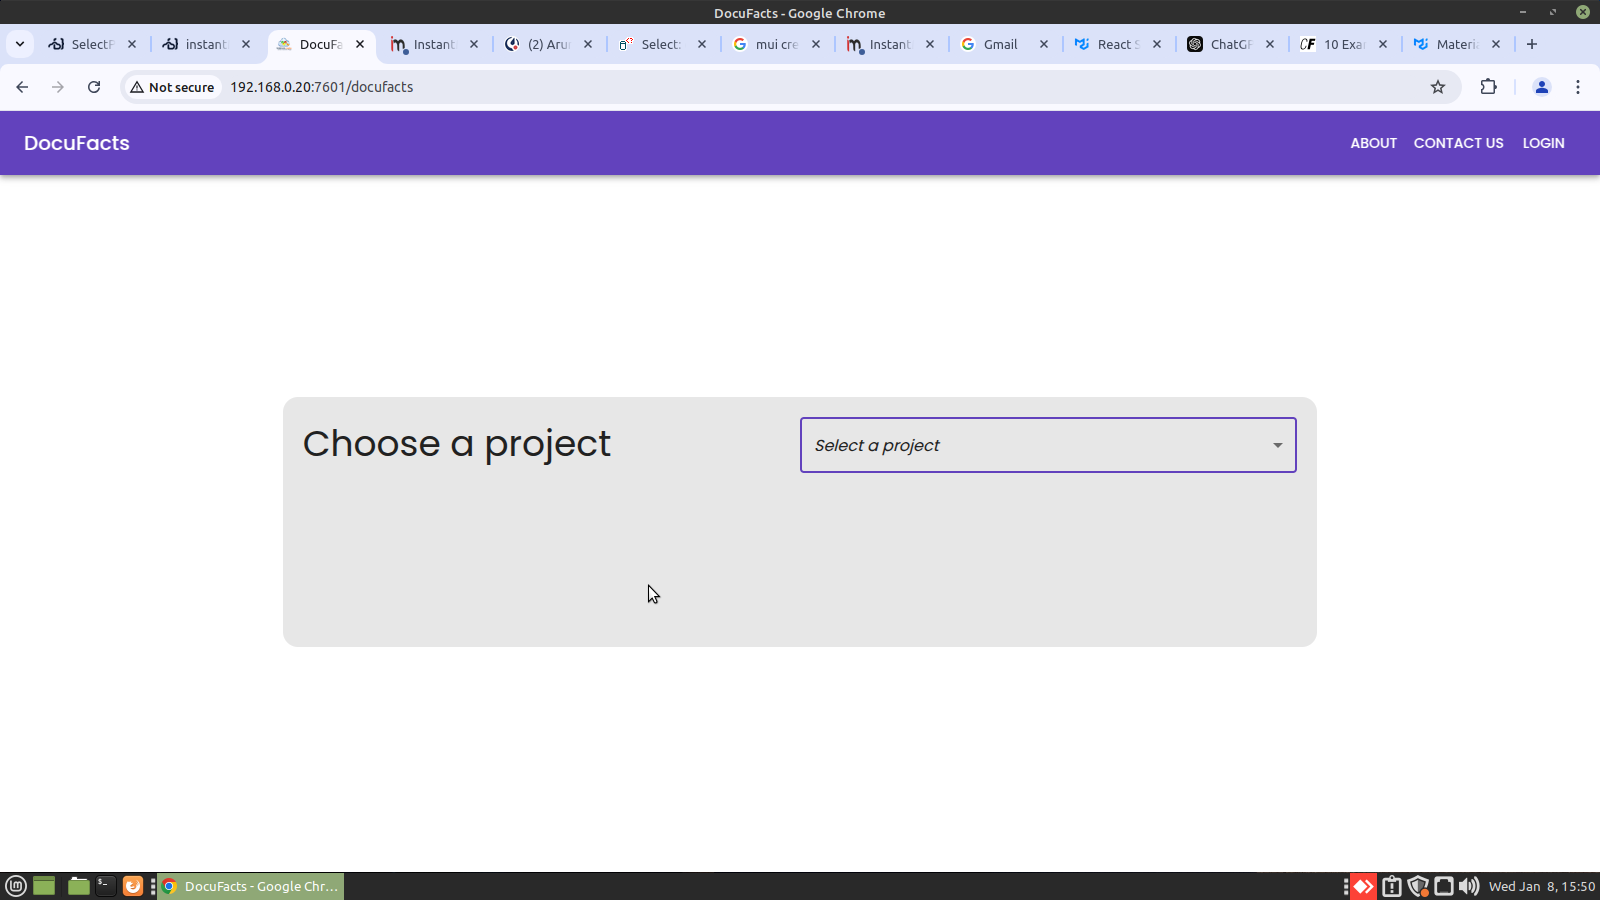 DocuFacts - Google Chrome
SelectP
instant
DocuFa
Instant
(2) Aru
Select:
mui cre
Instant
Gmail
React S
ChatGP
10 Exa
Materi
Not secure
192.168.0.20:7601/docufacts
DocuFacts
ABOUT
CONTACT US
LOGIN
Choose a project
Select a project
DocuFacts - Google Chr...
Wed Jan 8, 15:50